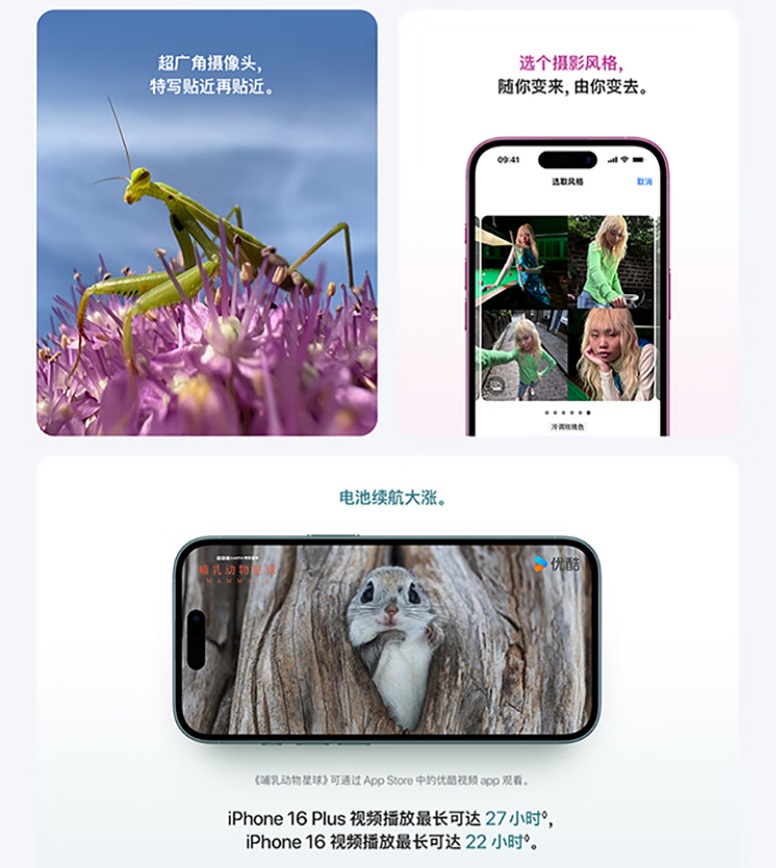 超广角摄像头,
特写贴近再贴近。
选个摄影风格,
随你变来, 由你变去。
09:41
选取风格
取消
冷调玫瑰色
电池续航大涨。
哺乳动物星球
MAMMALS
优酷
《哺乳动物星球》可通过 App Store 中的优酷视频 app 观看。
iPhone 16 Plus 视频播放最长可达 27 小时◊,
iPhone 16 视频播放最长可达 22 小时◊。